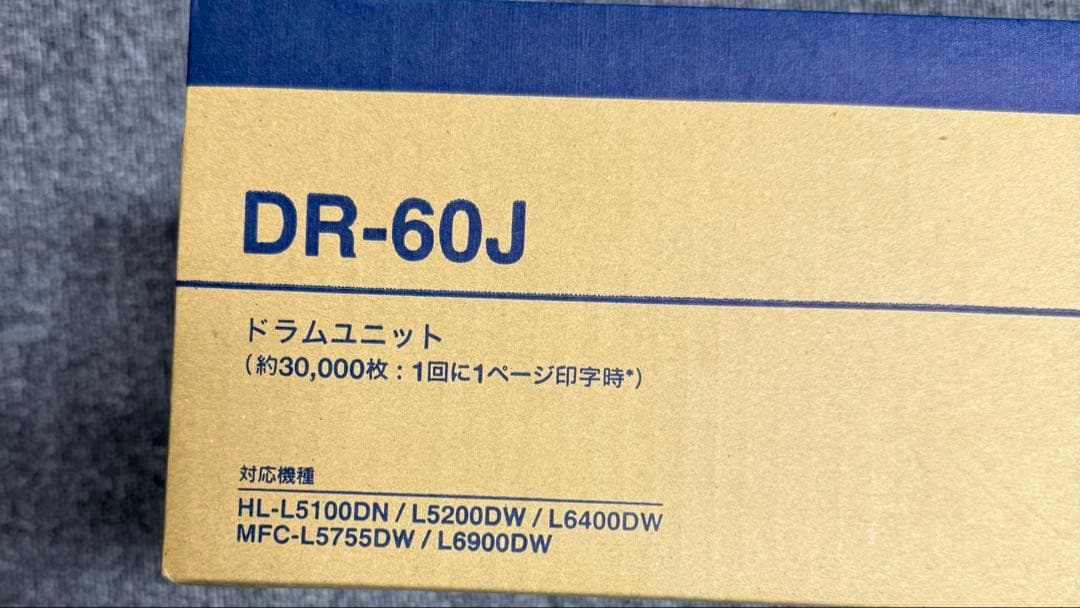 DR-60J
ドラムユニット
（約30,000枚：1回に1ページ印字時*）
対応機種
HL-L5100DN / L5200DW / L6400DW
MFC-L5755DW / L6900DW